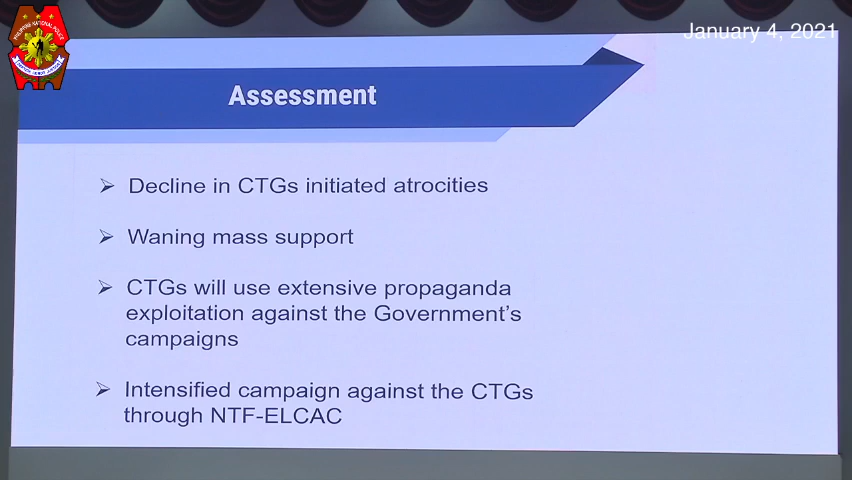 January 4, 2021
Assessment
➢ Decline in CTGs initiated atrocities
➢ Waning mass support
➢ CTGs will use extensive propaganda
exploitation against the Government's
campaigns
➢ Intensified campaign against the CTGs
through NTF-ELCAC